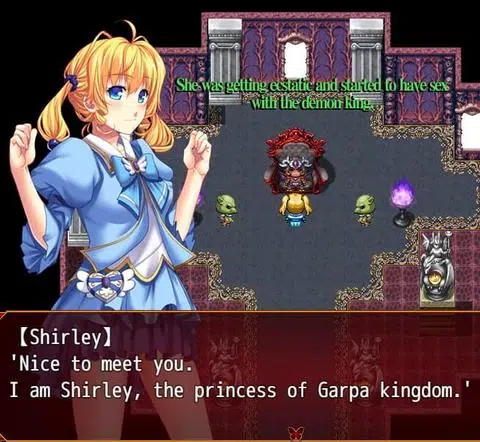 She was getting ecstatic and started to have sex
with the demon king.
【Shirley】
'Nice to meet you.
I am Shirley, the princess of Garpa kingdom.'